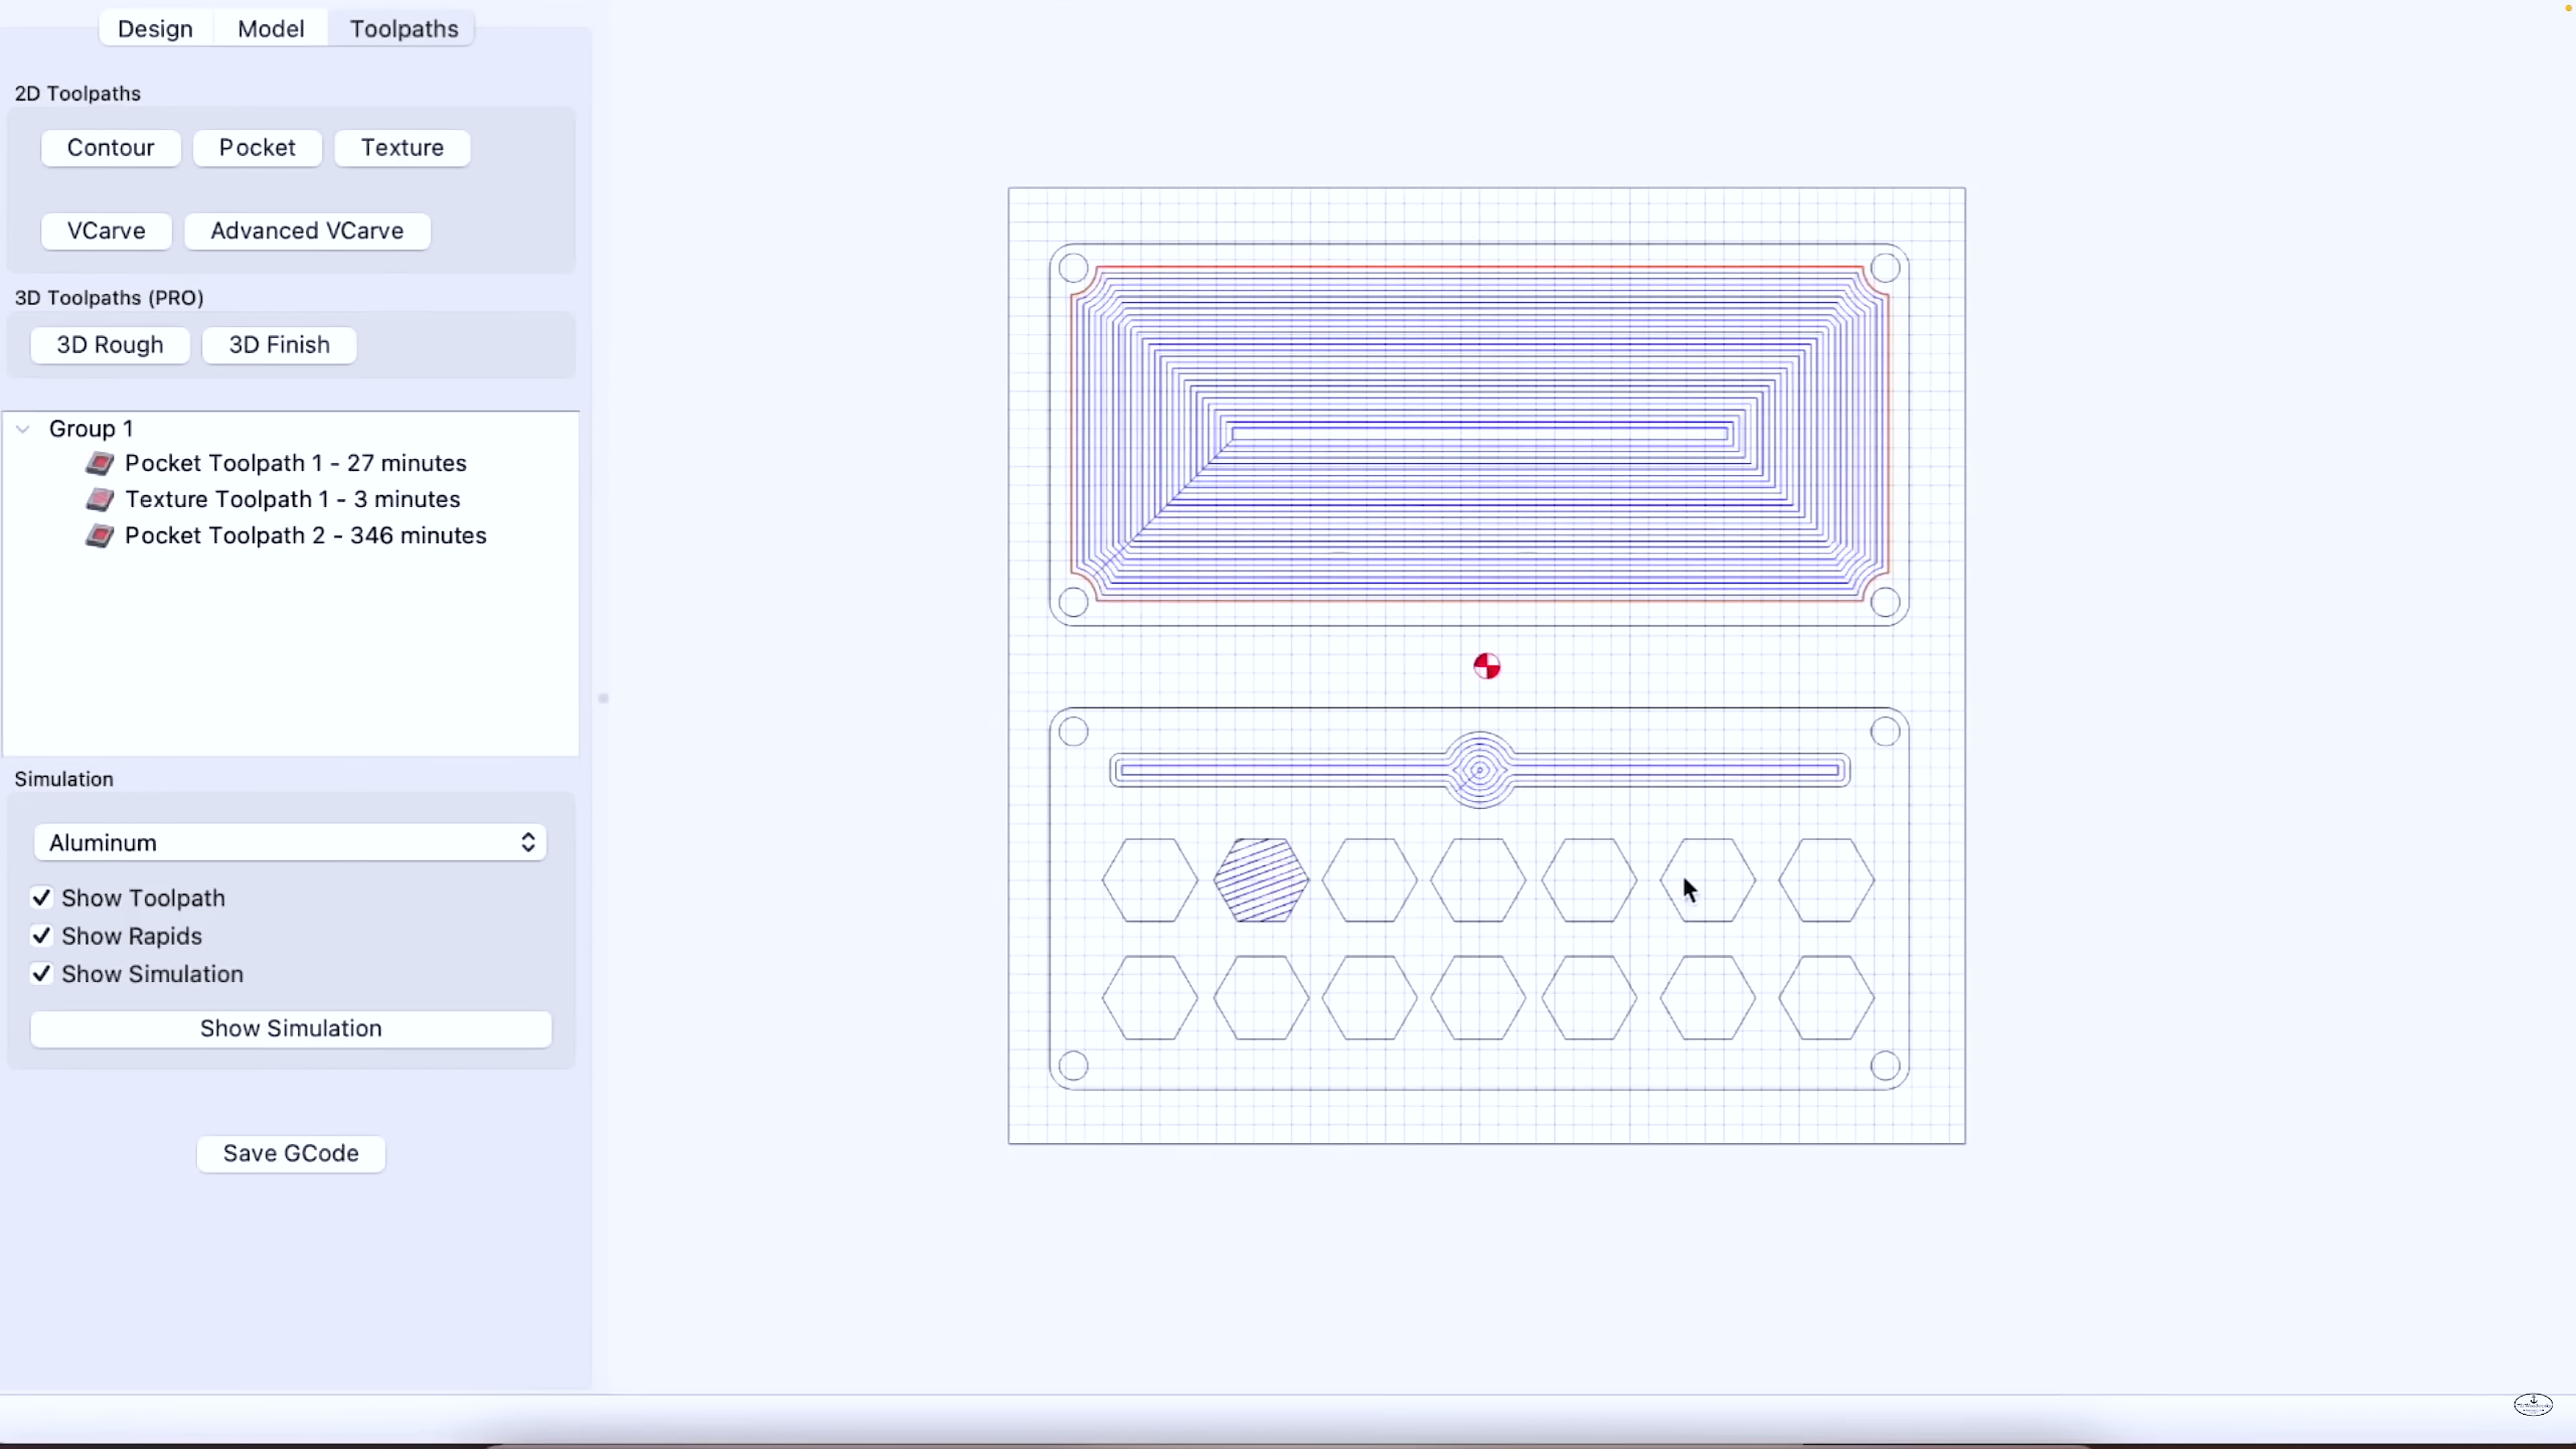 Design Model Toolpaths
2D Toolpaths
Contour Pocket Texture
VCarve Advanced VCarve
3D Toolpaths (PRO)
3D Rough 3D Finish
Group 1
Pocket Toolpath 1 - 27 minutes
Texture Toolpath 1 - 3 minutes
Pocket Toolpath 2 - 346 minutes
Simulation
Aluminum
Show Toolpath
Show Rapids
Show Simulation
Show Simulation
Save GCode